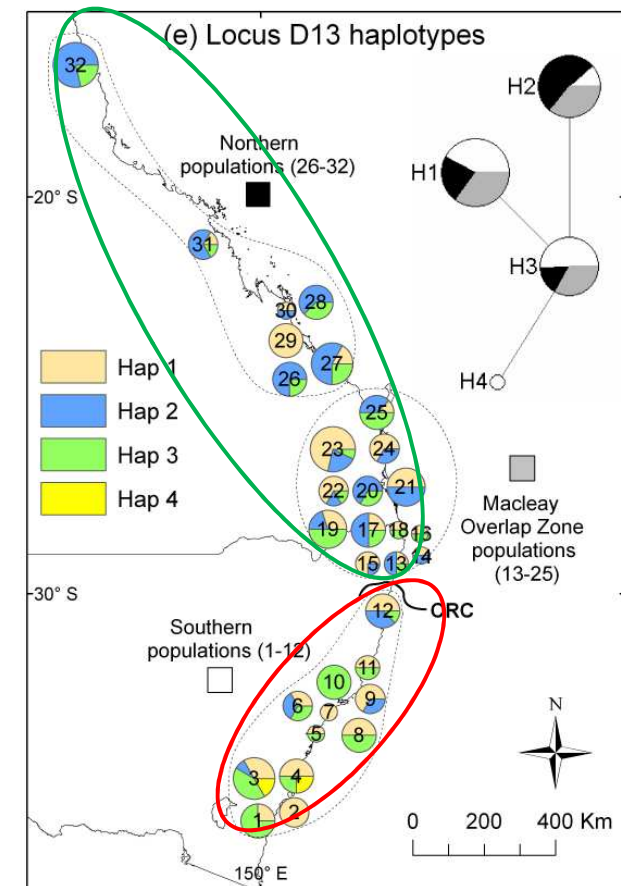 (e) Locus D13 haplotypes
32
H2
Northern
populations (26-32)
H1
20° S
31
H3
28
30
29
Hap 1
27
26
H4
Hap 2
25
Hap 3
23
24
Hap 4
22
20
21
Macleay
Overlap Zone
populations
(13-25)
19
17
18
16
15
13
14
30° S
CRC
12
Southern
populations (1-12)
11
10
9
6
7
N
5
8
3
4
1
2
0 200 400 Km
150° E